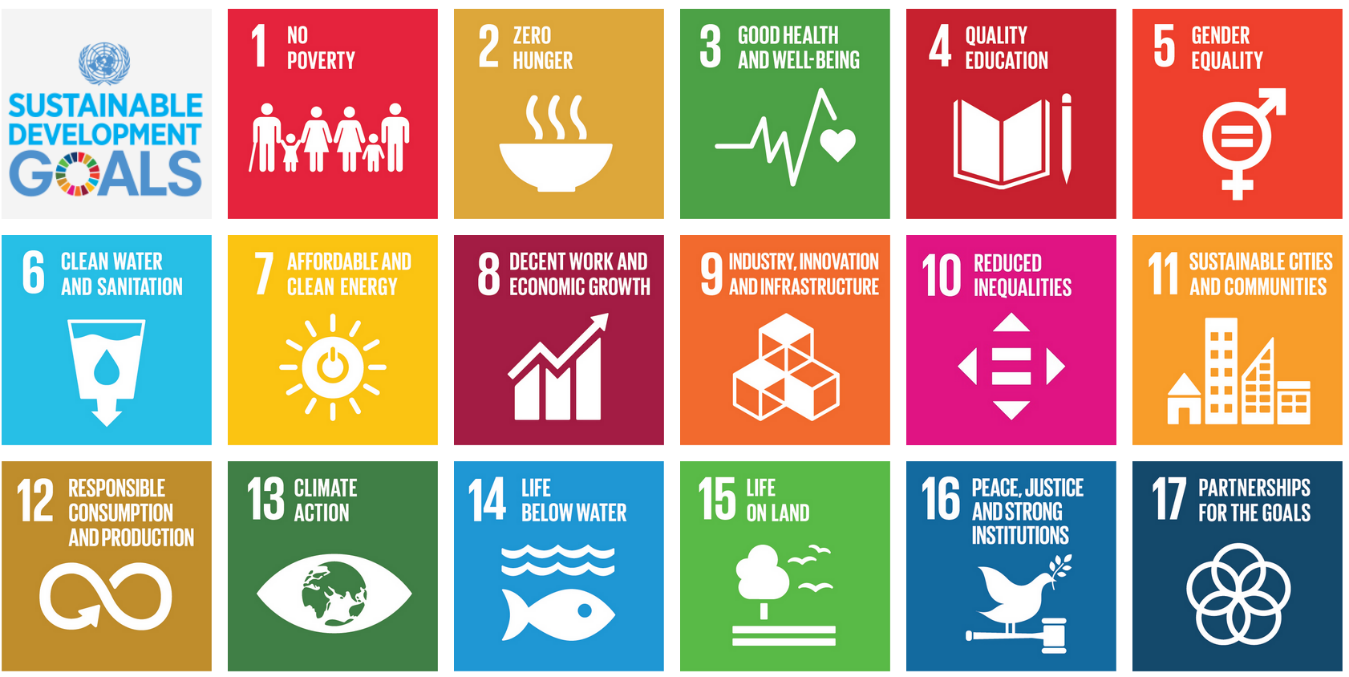 SUSTAINABLE
DEVELOPMENT
GOALS
1 NO
POVERTY
2 ZERO
HUNGER
3 GOOD HEALTH
AND WELL-BEING
4 QUALITY
EDUCATION
5 GENDER
EQUALITY
6 CLEAN WATER
AND SANITATION
7 AFFORDABLE AND
CLEAN ENERGY
8 DECENT WORK AND
ECONOMIC GROWTH
9 INDUSTRY, INNOVATION
AND INFRASTRUCTURE
10 REDUCED
INEQUALITIES
11 SUSTAINABLE CITIES
AND COMMUNITIES
12 RESPONSIBLE
CONSUMPTION
AND PRODUCTION
13 CLIMATE
ACTION
14 LIFE
BELOW WATER
15 LIFE
ON LAND
16 PEACE, JUSTICE
AND STRONG
INSTITUTIONS
17 PARTNERSHIPS
FOR THE GOALS